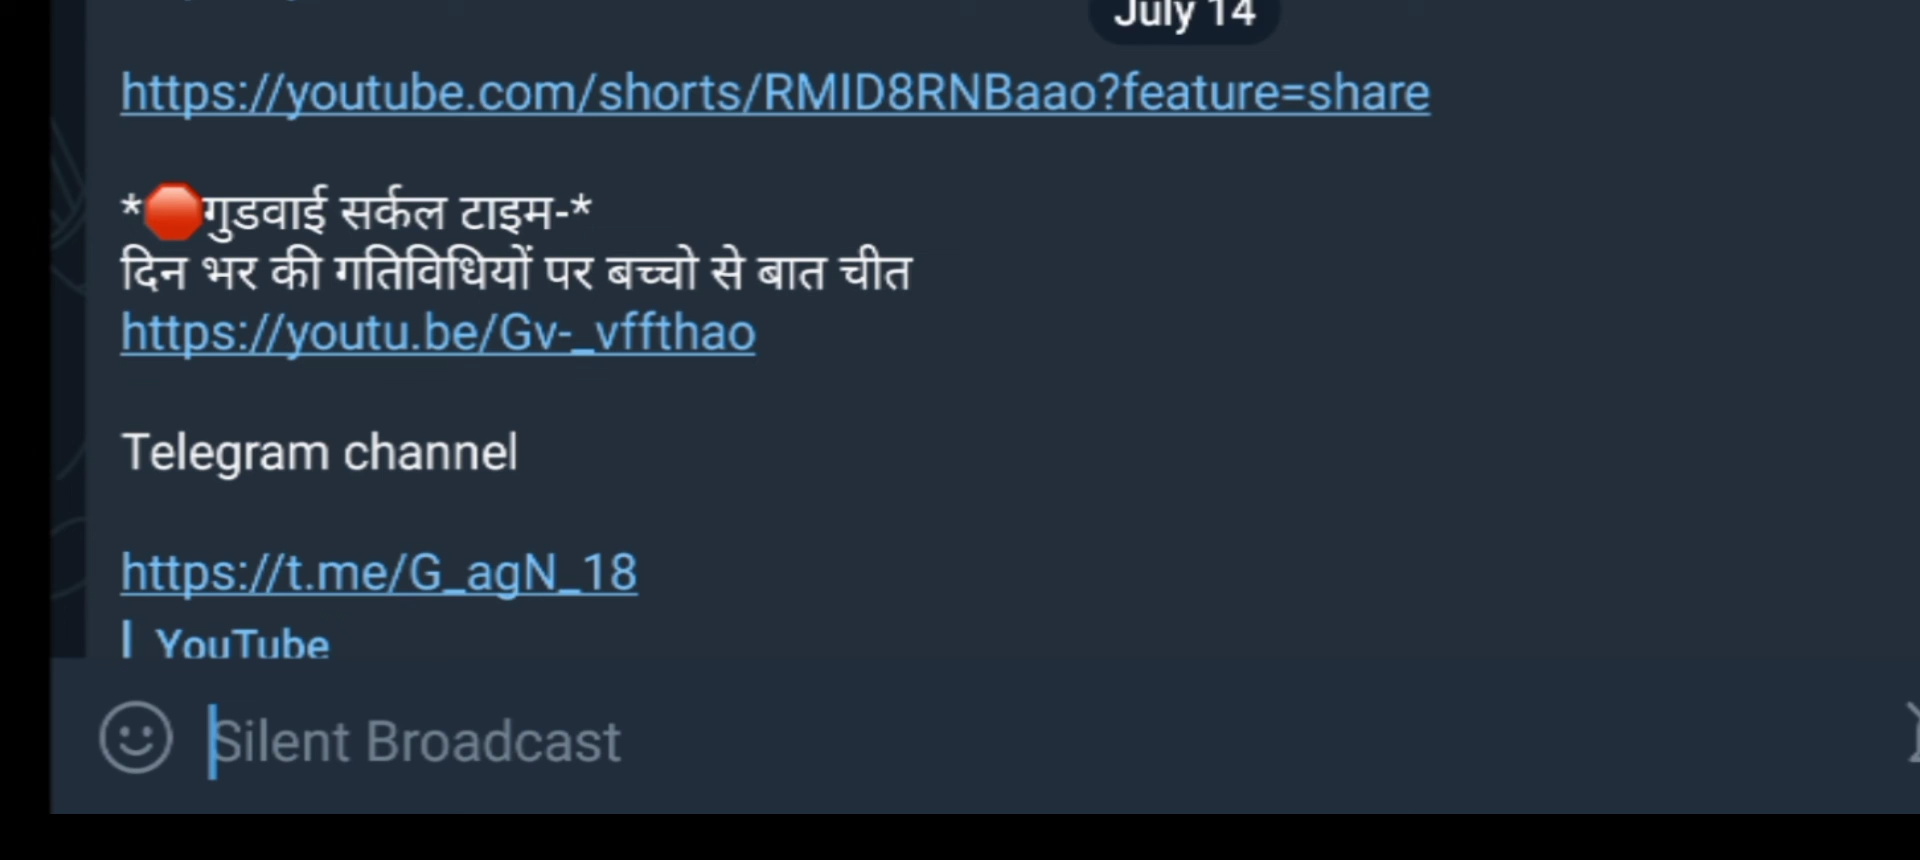 July 14
https://youtube.com/shorts/RMID8RNBaao?feature=share
*🛑गुडवाई सर्कल टाइम-*
दिन भर की गतिविधियों पर बच्चो से बात चीत
https://youtu.be/Gv-_vffthao
Telegram channel
https://t.me/G_agN_18
YouTube
Silent Broadcast